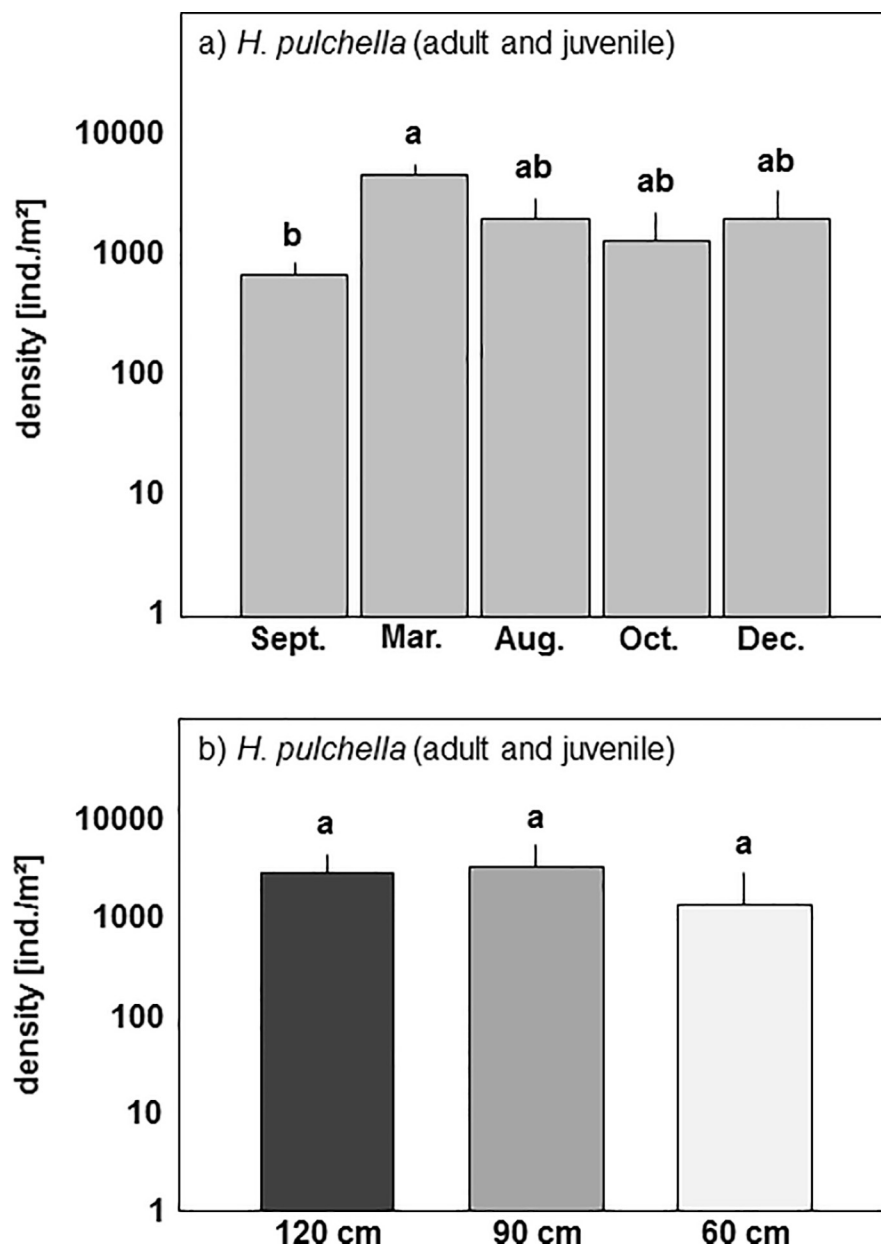 a) H. pulchella (adult and juvenile)
density [ind./m²]
10000
1000
100
10
1
b
a
ab
ab
ab
Sept.
Mar.
Aug.
Oct.
Dec.
b) H. pulchella (adult and juvenile)
density [ind./m²]
10000
1000
100
10
1
a
a
a
120 cm
90 cm
60 cm